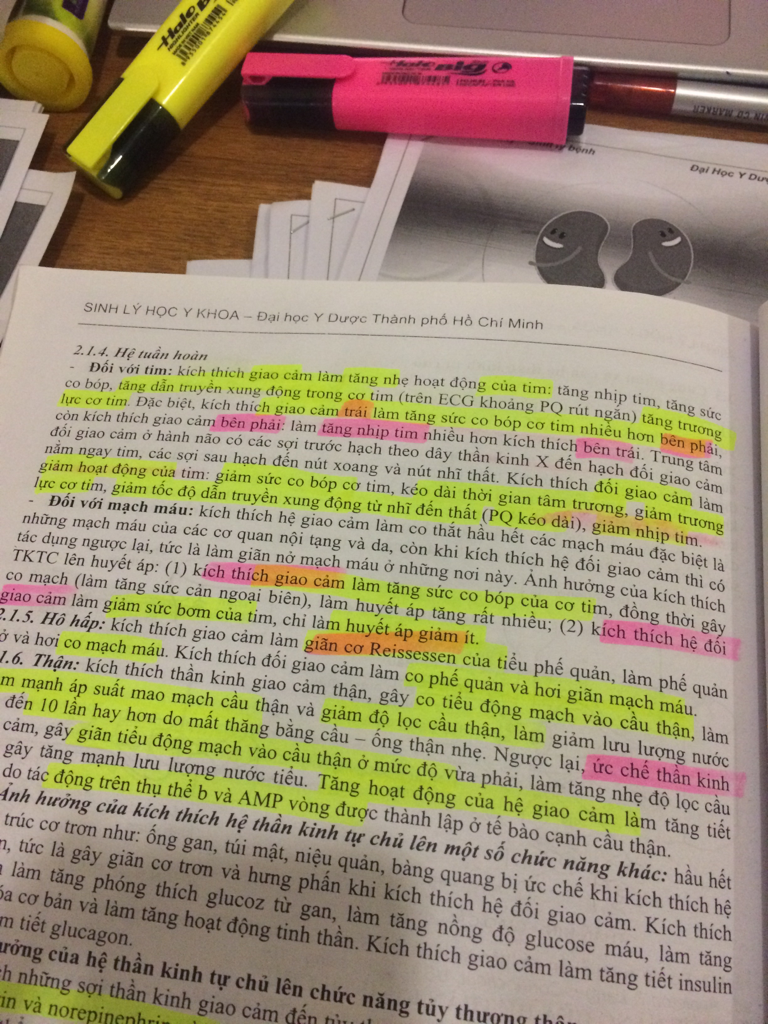 Halo
HIGHLIGHTER
Halo Big
CD MARKER
bệnh
Đại Học Y Dượ
SINH LÝ HỌC Y KHOA – Đại học Y Dược Thành phố Hồ Chí Minh
2.1.4. Hệ tuần hoàn
- Đối với tim: kích thích giao cảm làm tăng nhẹ hoạt động của tim: tăng nhịp tim, tăng sức
co bóp, tăng dẫn truyền xung động trong cơ tim (trên ECG khoảng PQ rút ngắn) tăng trương
lực cơ tim. Đặc biệt, kích thích giao cảm trái làm tăng sức co bóp cơ tim nhiều hơn bên phải,
còn kích thích giao cảm bên phải: làm tăng nhịp tim nhiều hơn kích thích bên trái. Trung tâm
đối giao cảm ở hành não có các sợi trước hạch theo dây thần kinh X đến hạch đối giao cảm
nằm ngay tim, các sợi sau hạch đến nút xoang và nút nhĩ thất. Kích thích đối giao cảm làm
giảm hoạt động của tim: giảm sức co bóp cơ tim, kéo dài thời gian tâm trương, giảm trương
lực cơ tim, giảm tốc độ dẫn truyền xung động từ nhĩ đến thất (PQ kéo dài), giảm nhịp tim.
- Đối với mạch máu: kích thích hệ giao cảm làm co thắt hầu hết các mạch máu đặc biệt là
những mạch máu của các cơ quan nội tạng và da, còn khi kích thích hệ đối giao cảm thì có
tác dụng ngược lại, tức là làm giãn nở mạch máu ở những nơi này. Ảnh hưởng của kích thích
TKTC lên huyết áp: (1) kích thích giao cảm làm tăng sức co bóp của cơ tim, đồng thời gây
co mạch (làm tăng sức cản ngoại biên), làm huyết áp tăng rất nhiều; (2) kích thích hệ đối
giao cảm làm giảm sức bơm của tim, chỉ làm huyết áp giảm ít.
2.1.5. Hô hấp: kích thích giao cảm làm giãn cơ Reissessen của tiểu phế quản, làm phế quản
ở và hơi co mạch máu. Kích thích đối giao cảm làm co phế quản và hơi giãn mạch máu.
1.6. Thận: kích thích thần kinh giao cảm thận, gây co tiểu động mạch vào cầu thận, làm
m mạnh áp suất mao mạch cầu thận và giảm độ lọc cầu thận, làm giảm lưu lượng nước
đến 10 lần hay hơn do mất thăng bằng cầu – ống thận nhẹ. Ngược lại, ức chế thần kinh
cảm, gây giãn tiểu động mạch vào cầu thận ở mức độ vừa phải, làm tăng nhẹ độ lọc cầu
gây tăng mạnh lưu lượng nước tiểu. Tăng hoạt động của hệ giao cảm làm tăng tiết
do tác động trên thụ thể b và AMP vòng được thành lập ở tế bào cạnh cầu thận.
Ảnh hưởng của kích thích hệ thần kinh tự chủ lên một số chức năng khác: hầu hết
trúc cơ trơn như: ống gan, túi mật, niệu quản, bàng quang bị ức chế khi kích thích hệ
n, tức là gây giãn cơ trơn và hưng phấn khi kích thích hệ đối giao cảm. Kích thích
làm tăng phóng thích glucoz từ gan, làm tăng nồng độ glucose máu, làm tăng
óa cơ bản và làm tăng hoạt động tinh thần. Kích thích giao cảm làm tăng tiết insulin
m tiết glucagon.
ưởng của hệ thần kinh tự chủ lên chức năng tủy thượng thận
ch những sợi thần kinh giao cảm đến tủy
rin và norepinephrin